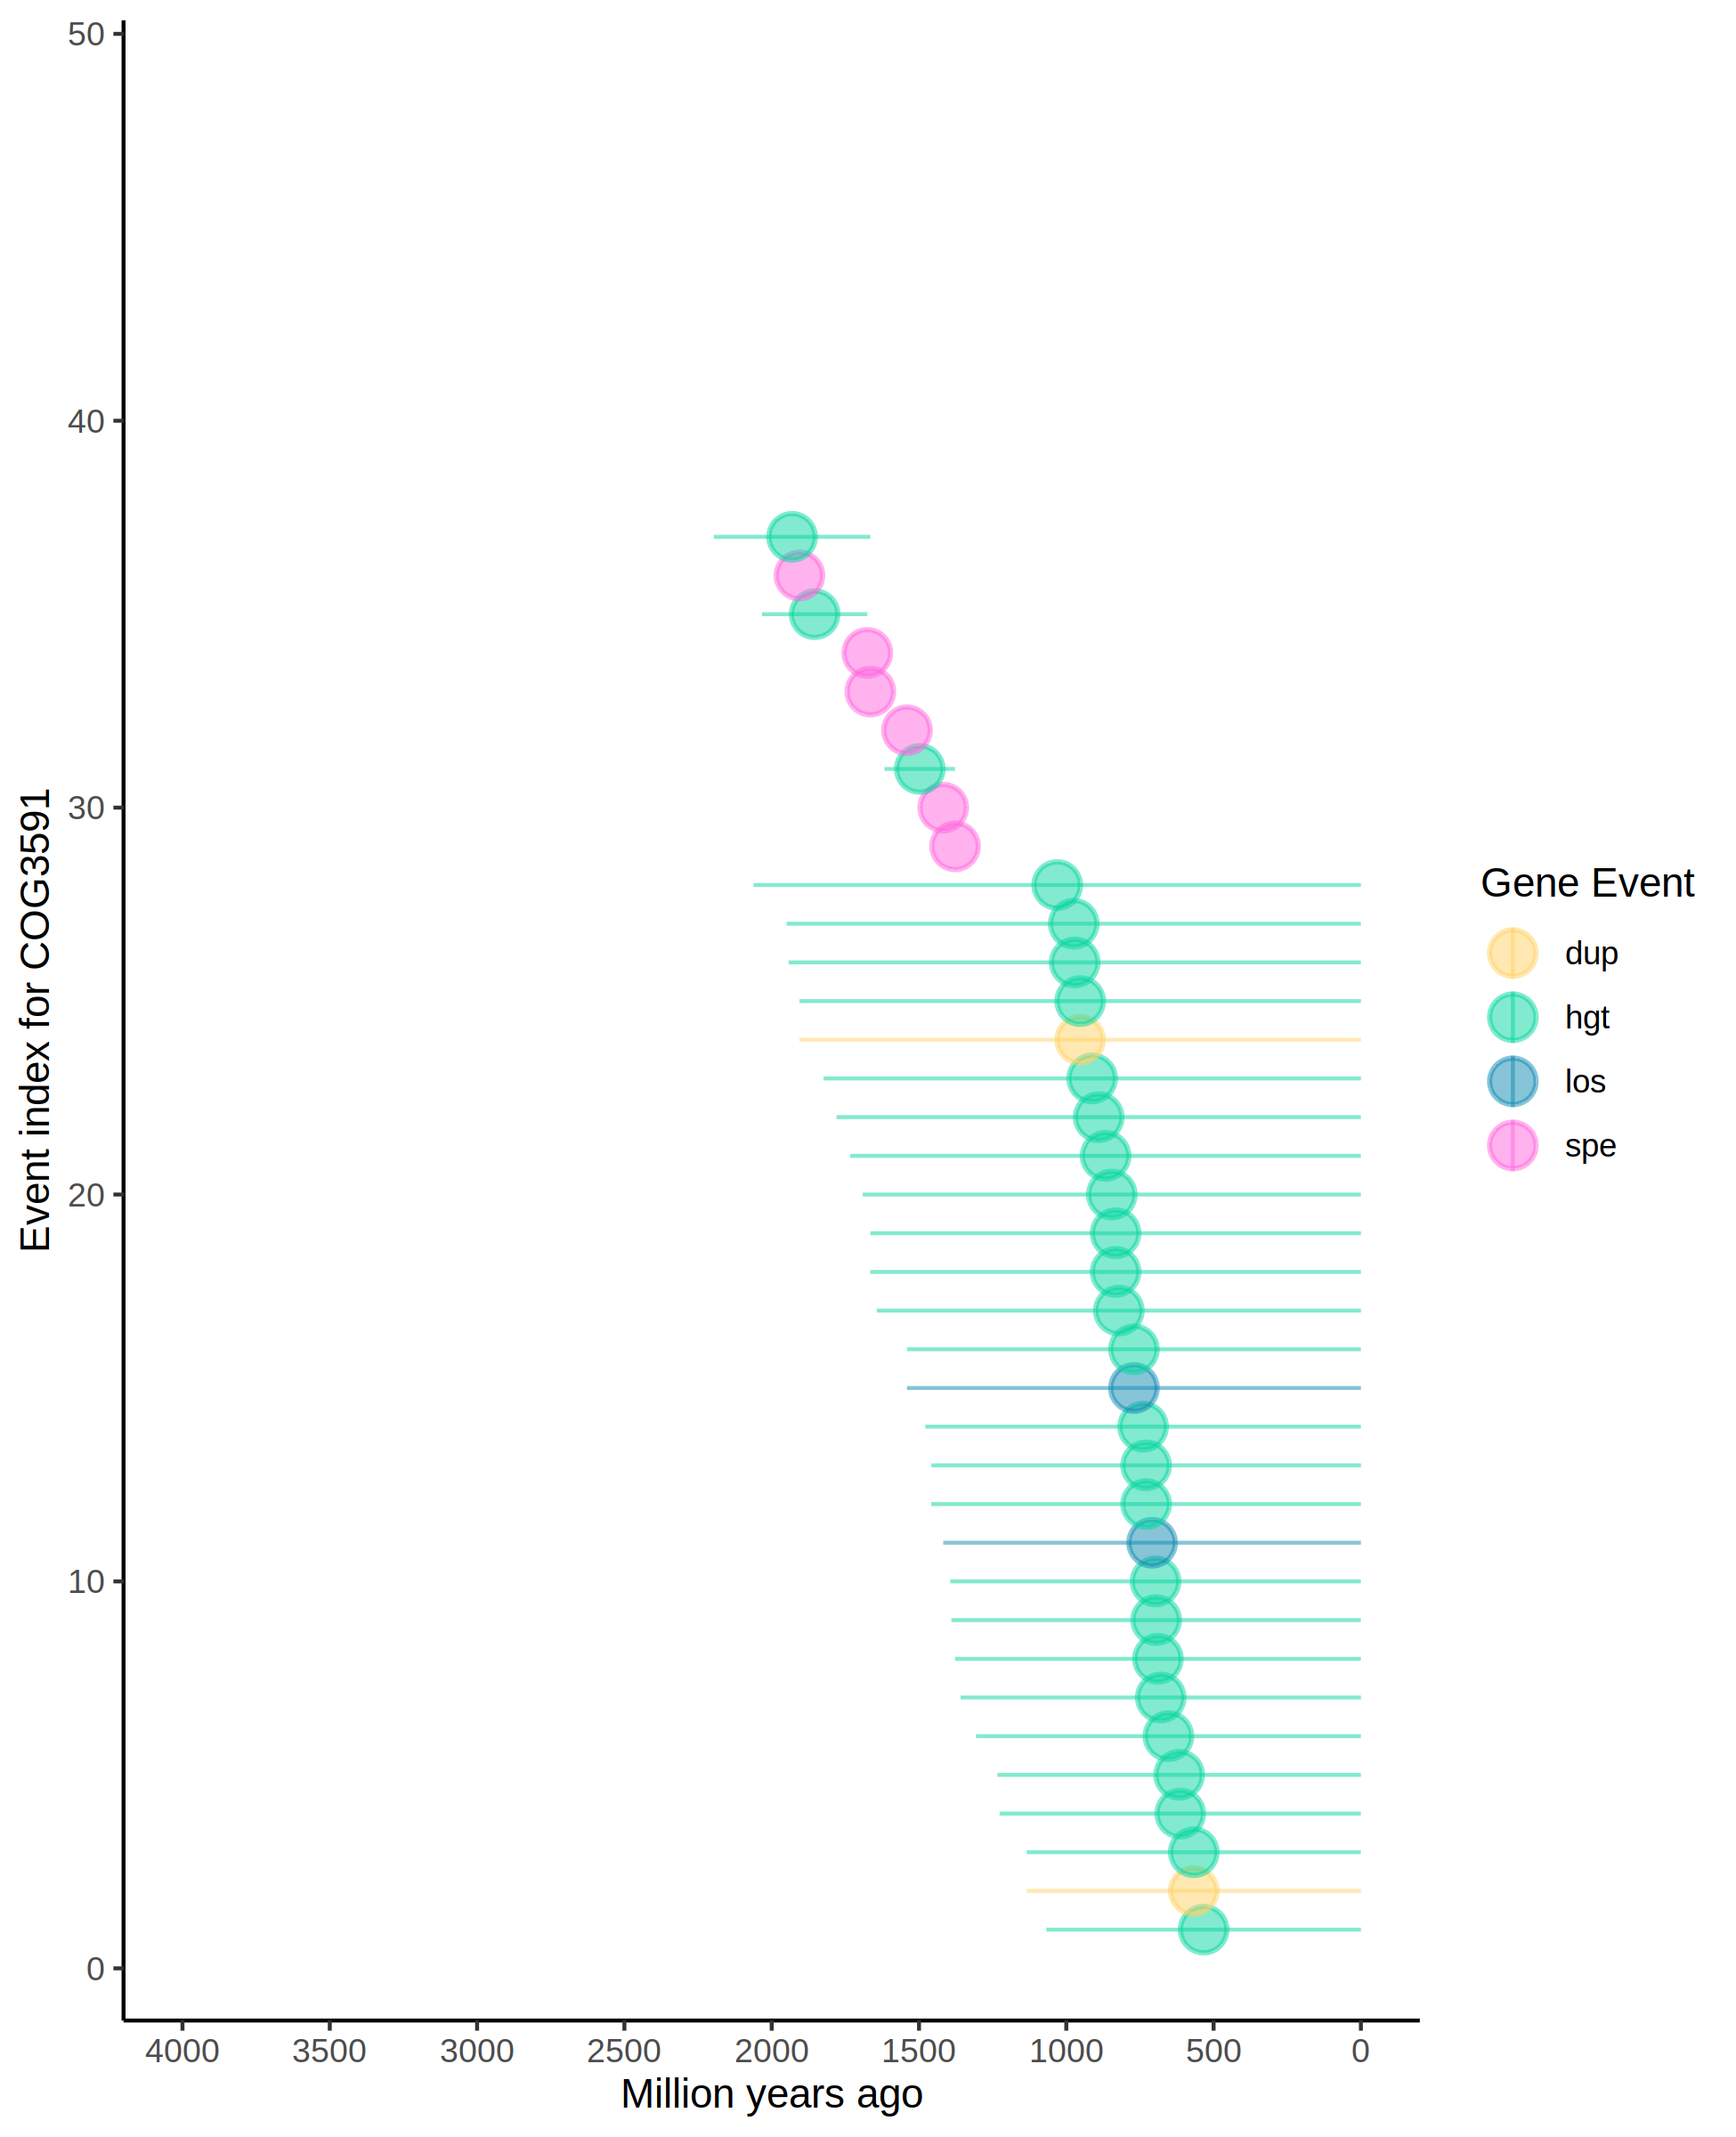 50
40
30
20
10
0
Event index for COG3591
4000 3500 3000 2500 2000 1500 1000 500 0
Million years ago
Gene Event
dup
hgt
los
spe